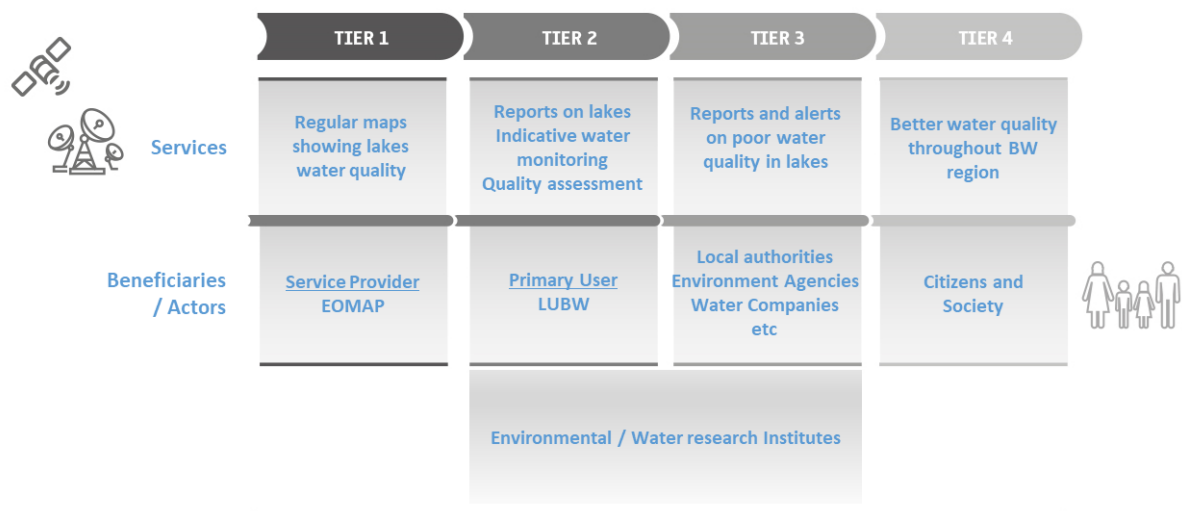 TIER 1
TIER 2
TIER 3
TIER 4
Services
Regular maps
showing lakes
water quality
Reports on lakes
Indicative water
monitoring
Quality assessment
Reports and alerts
on poor water
quality in lakes
Better water quality
throughout BW
region
Beneficiaries
/ Actors
Service Provider
EOMAP
Primary User
LUBW
Local authorities
Environment Agencies
Water Companies
etc
Citizens and
Society
Environmental / Water research Institutes